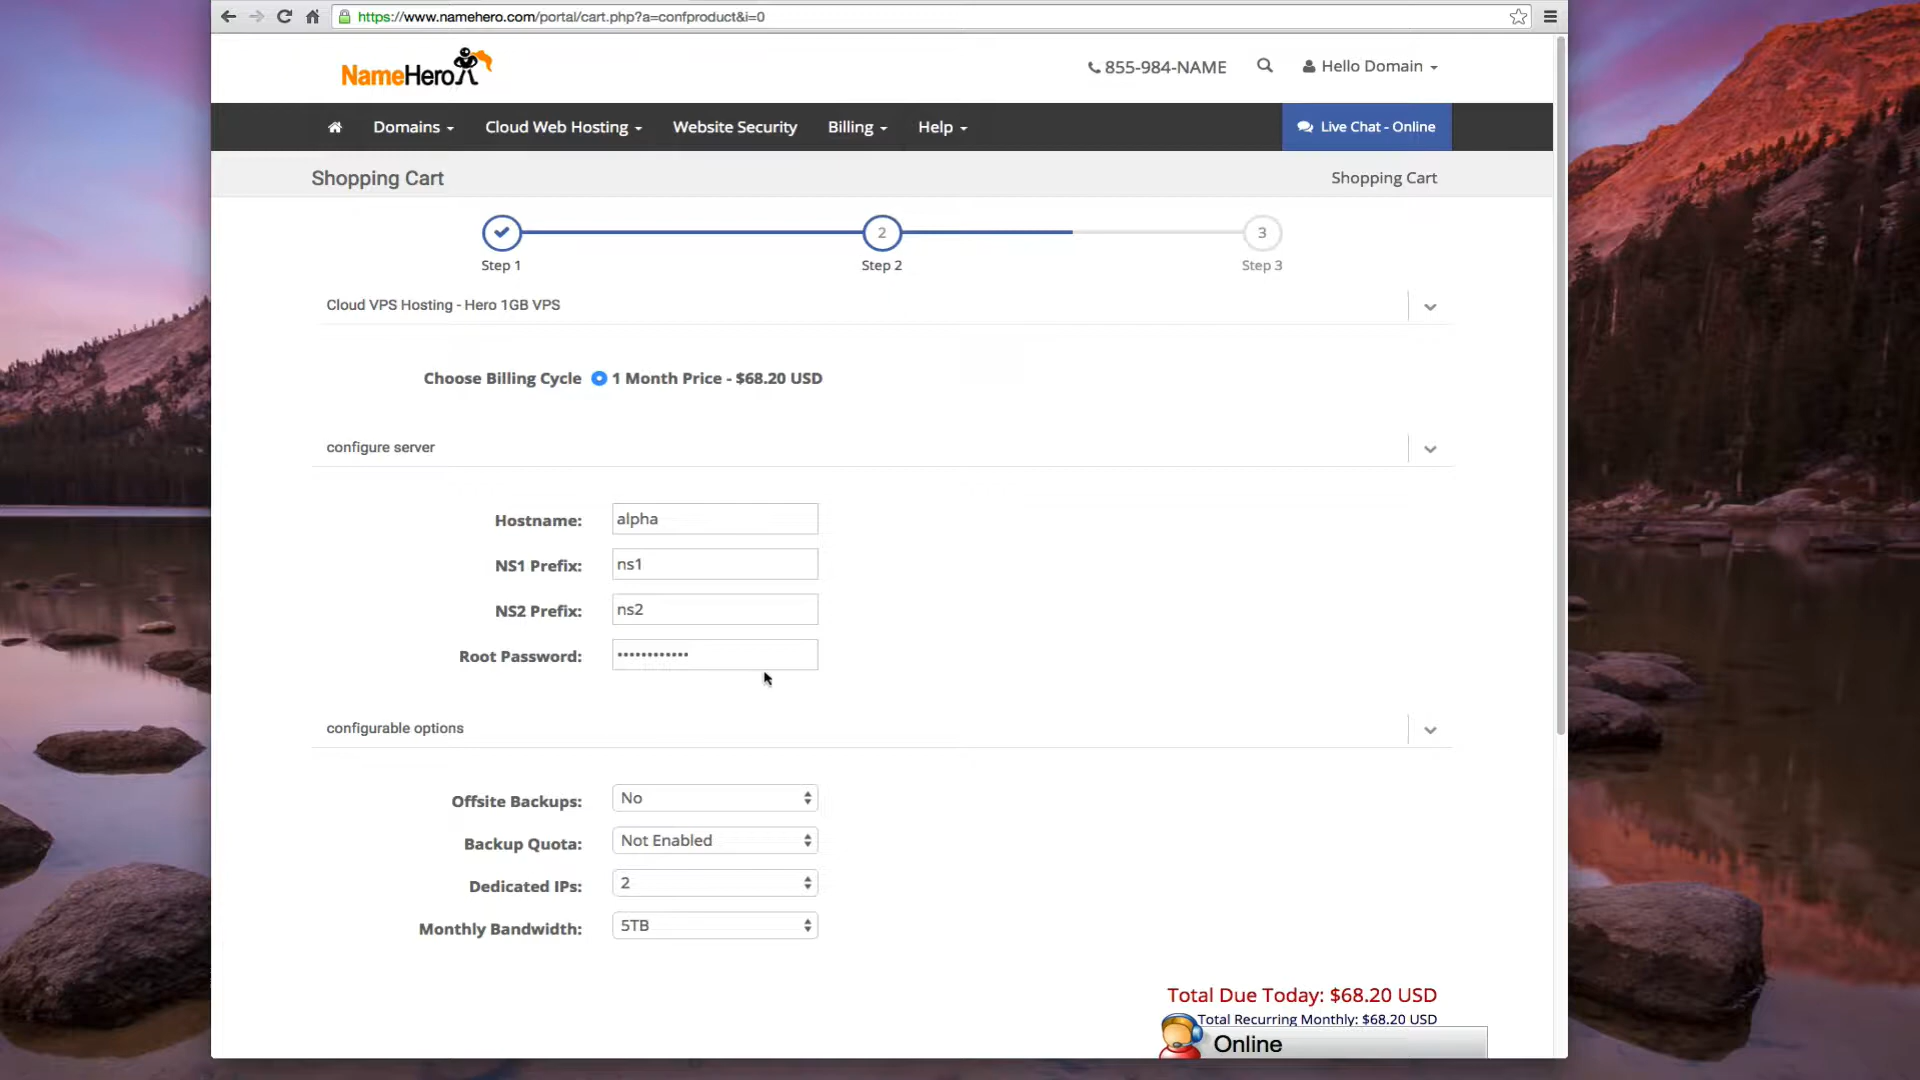 https://www.namehero.com/portal/cart.php?a=confproduct&i=0
NameHero
855-984-NAME
Hello Domain
Domains
Cloud Web Hosting
Website Security
Billing
Help
Live Chat - Online
Shopping Cart
Shopping Cart
2
3
Step 1
Step 2
Step 3
Cloud VPS Hosting - Hero 1GB VPS
Choose Billing Cycle 1 Month Price - $68.20 USD
configure server
Hostname: alpha
NS1 Prefix: ns1
NS2 Prefix: ns2
Root Password: ••••••••••••
configurable options
Offsite Backups: No
Backup Quota: Not Enabled
Dedicated IPs: 2
Monthly Bandwidth: 5TB
Total Due Today: $68.20 USD
Total Recurring Monthly: $68.20 USD
Online